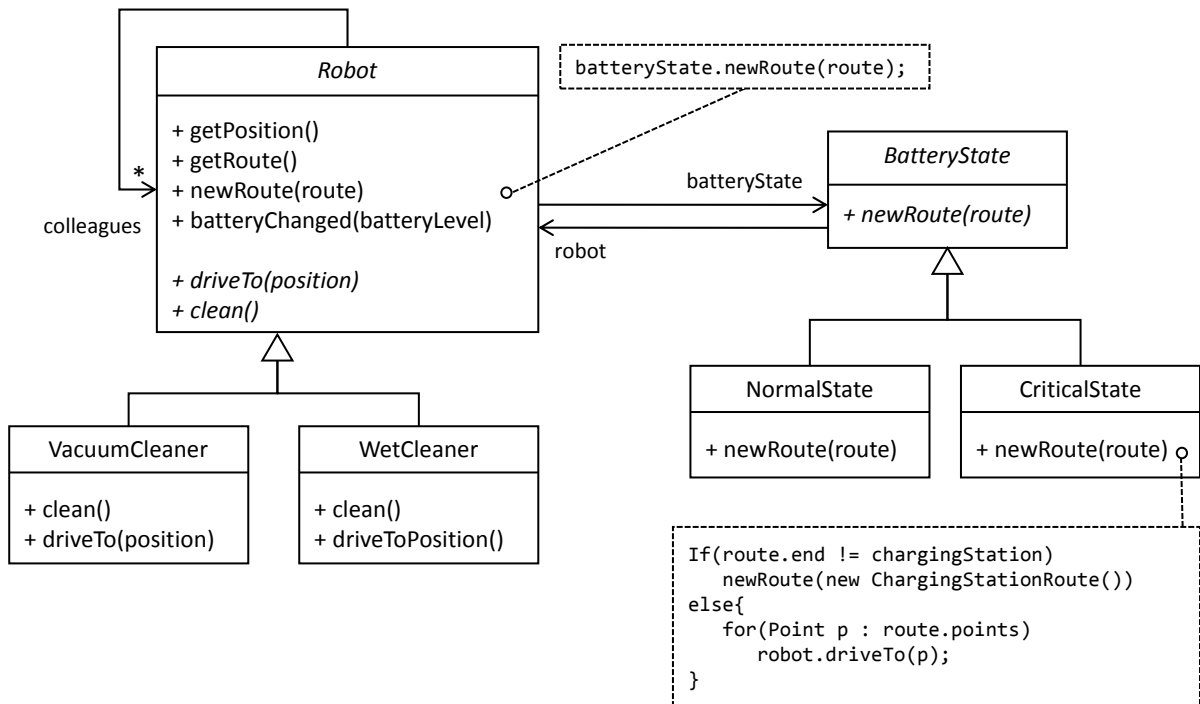 Robot
+ getPosition()
+ getRoute()
+ newRoute(route)
+ batteryChanged(batteryLevel)
+ driveTo(position)
+ clean()
*
colleagues
batteryState.newRoute(route);
batteryState
robot
BatteryState
+ newRoute(route)
VacuumCleaner
+ clean()
+ driveTo(position)
WetCleaner
+ clean()
+ driveToPosition()
NormalState
+ newRoute(route)
CriticalState
+ newRoute(route)
If(route.end != chargingStation)
newRoute(new ChargingStationRoute())
else{
for(Point p : route.points)
robot.driveTo(p);
}